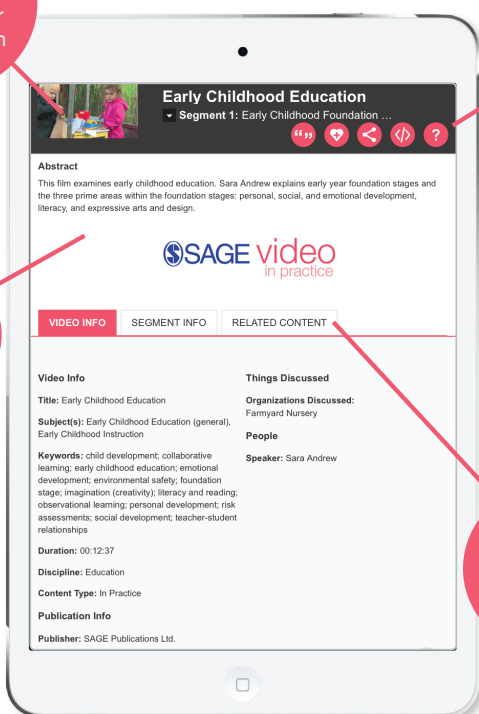 r
n
Early Childhood Education
Segment 1: Early Childhood Foundation ...
“ ”
</>
?
Abstract
This film examines early childhood education. Sara Andrew explains early year foundation stages and
the three prime areas within the foundation stages: personal, social, and emotional development,
literacy, and expressive arts and design.
SAGE video
in practice
VIDEO INFO SEGMENT INFO RELATED CONTENT
Video Info
Title: Early Childhood Education
Subject(s): Early Childhood Education (general),
Early Childhood Instruction
Keywords: child development; collaborative
learning; early childhood education; emotional
development; environmental safety; foundation
stage; imagination (creativity); literacy and reading;
observational learning; personal development; risk
assessments; social development; teacher-student
relationships
Duration: 00:12:37
Discipline: Education
Content Type: In Practice
Publication Info
Publisher: SAGE Publications Ltd.
Things Discussed
Organizations Discussed:
Farmyard Nursery
People
Speaker: Sara Andrew